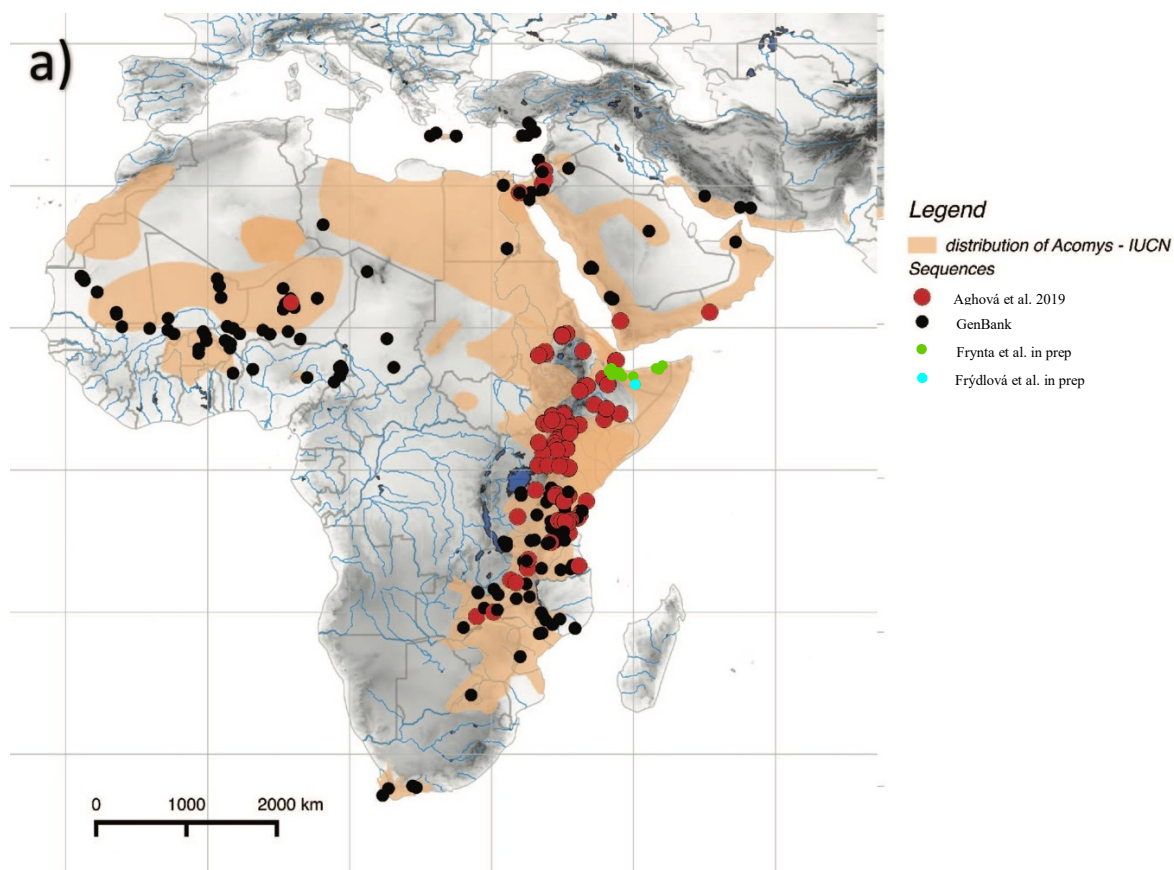 a)
Legend
distribution of Acomys - IUCN
Sequences
Aghová et al. 2019
GenBank
Frynta et al. in prep
Frýdlová et al. in prep
0 1000 2000 km